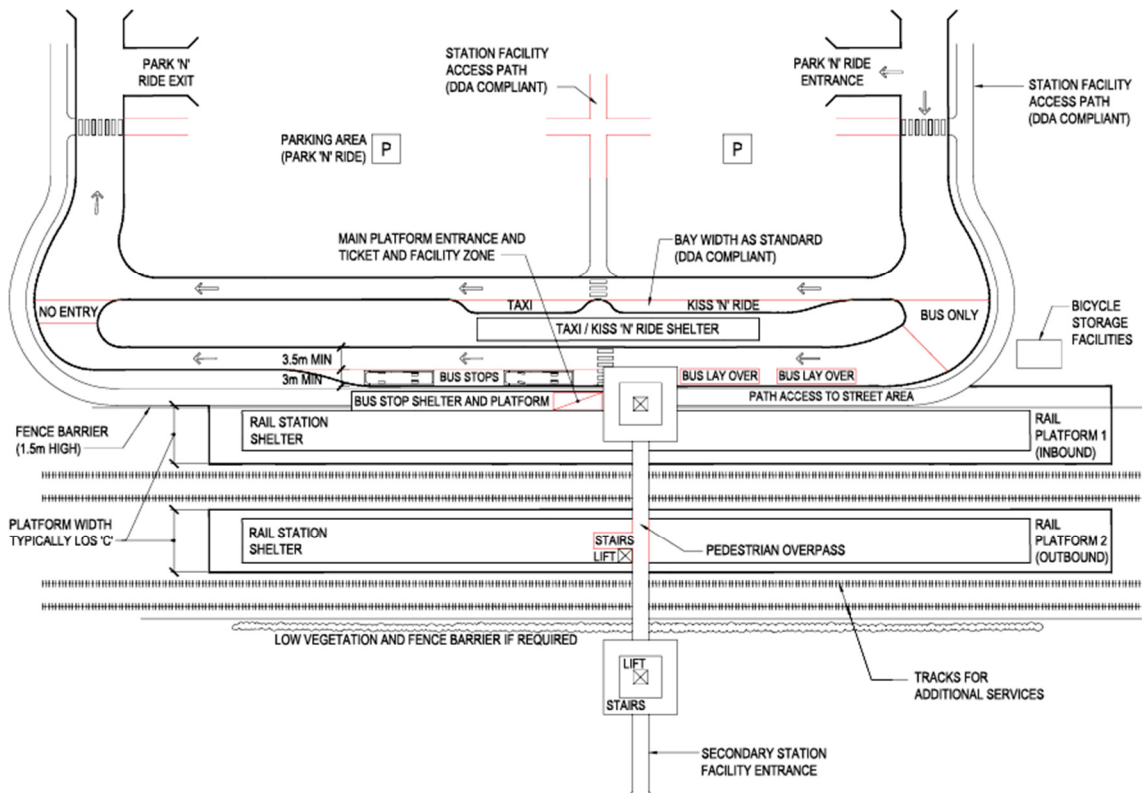 PARK 'N'
RIDE EXIT
STATION FACILITY
ACCESS PATH
(DDA COMPLIANT)
PARK 'N' RIDE
ENTRANCE
STATION FACILITY
ACCESS PATH
(DDA COMPLIANT)
PARKING AREA
(PARK 'N' RIDE)
P
P
MAIN PLATFORM ENTRANCE AND
TICKET AND FACILITY ZONE
BAY WIDTH AS STANDARD
(DDA COMPLIANT)
NO ENTRY
TAXI
KISS 'N' RIDE
BUS ONLY
BICYCLE
STORAGE
FACILITIES
TAXI / KISS 'N' RIDE SHELTER
3.5m MIN
3m MIN
BUS STOPS
BUS LAY OVER
BUS LAY OVER
BUS STOP SHELTER AND PLATFORM
PATH ACCESS TO STREET AREA
FENCE BARRIER
(1.5m HIGH)
RAIL STATION
SHELTER
RAIL
PLATFORM 1
(INBOUND)
PLATFORM WIDTH
TYPICALLY LOS 'C'
RAIL STATION
SHELTER
STAIRS
LIFT
PEDESTRIAN OVERPASS
RAIL
PLATFORM 2
(OUTBOUND)
LOW VEGETATION AND FENCE BARRIER IF REQUIRED
LIFT
STAIRS
TRACKS FOR
ADDITIONAL SERVICES
SECONDARY STATION
FACILITY ENTRANCE